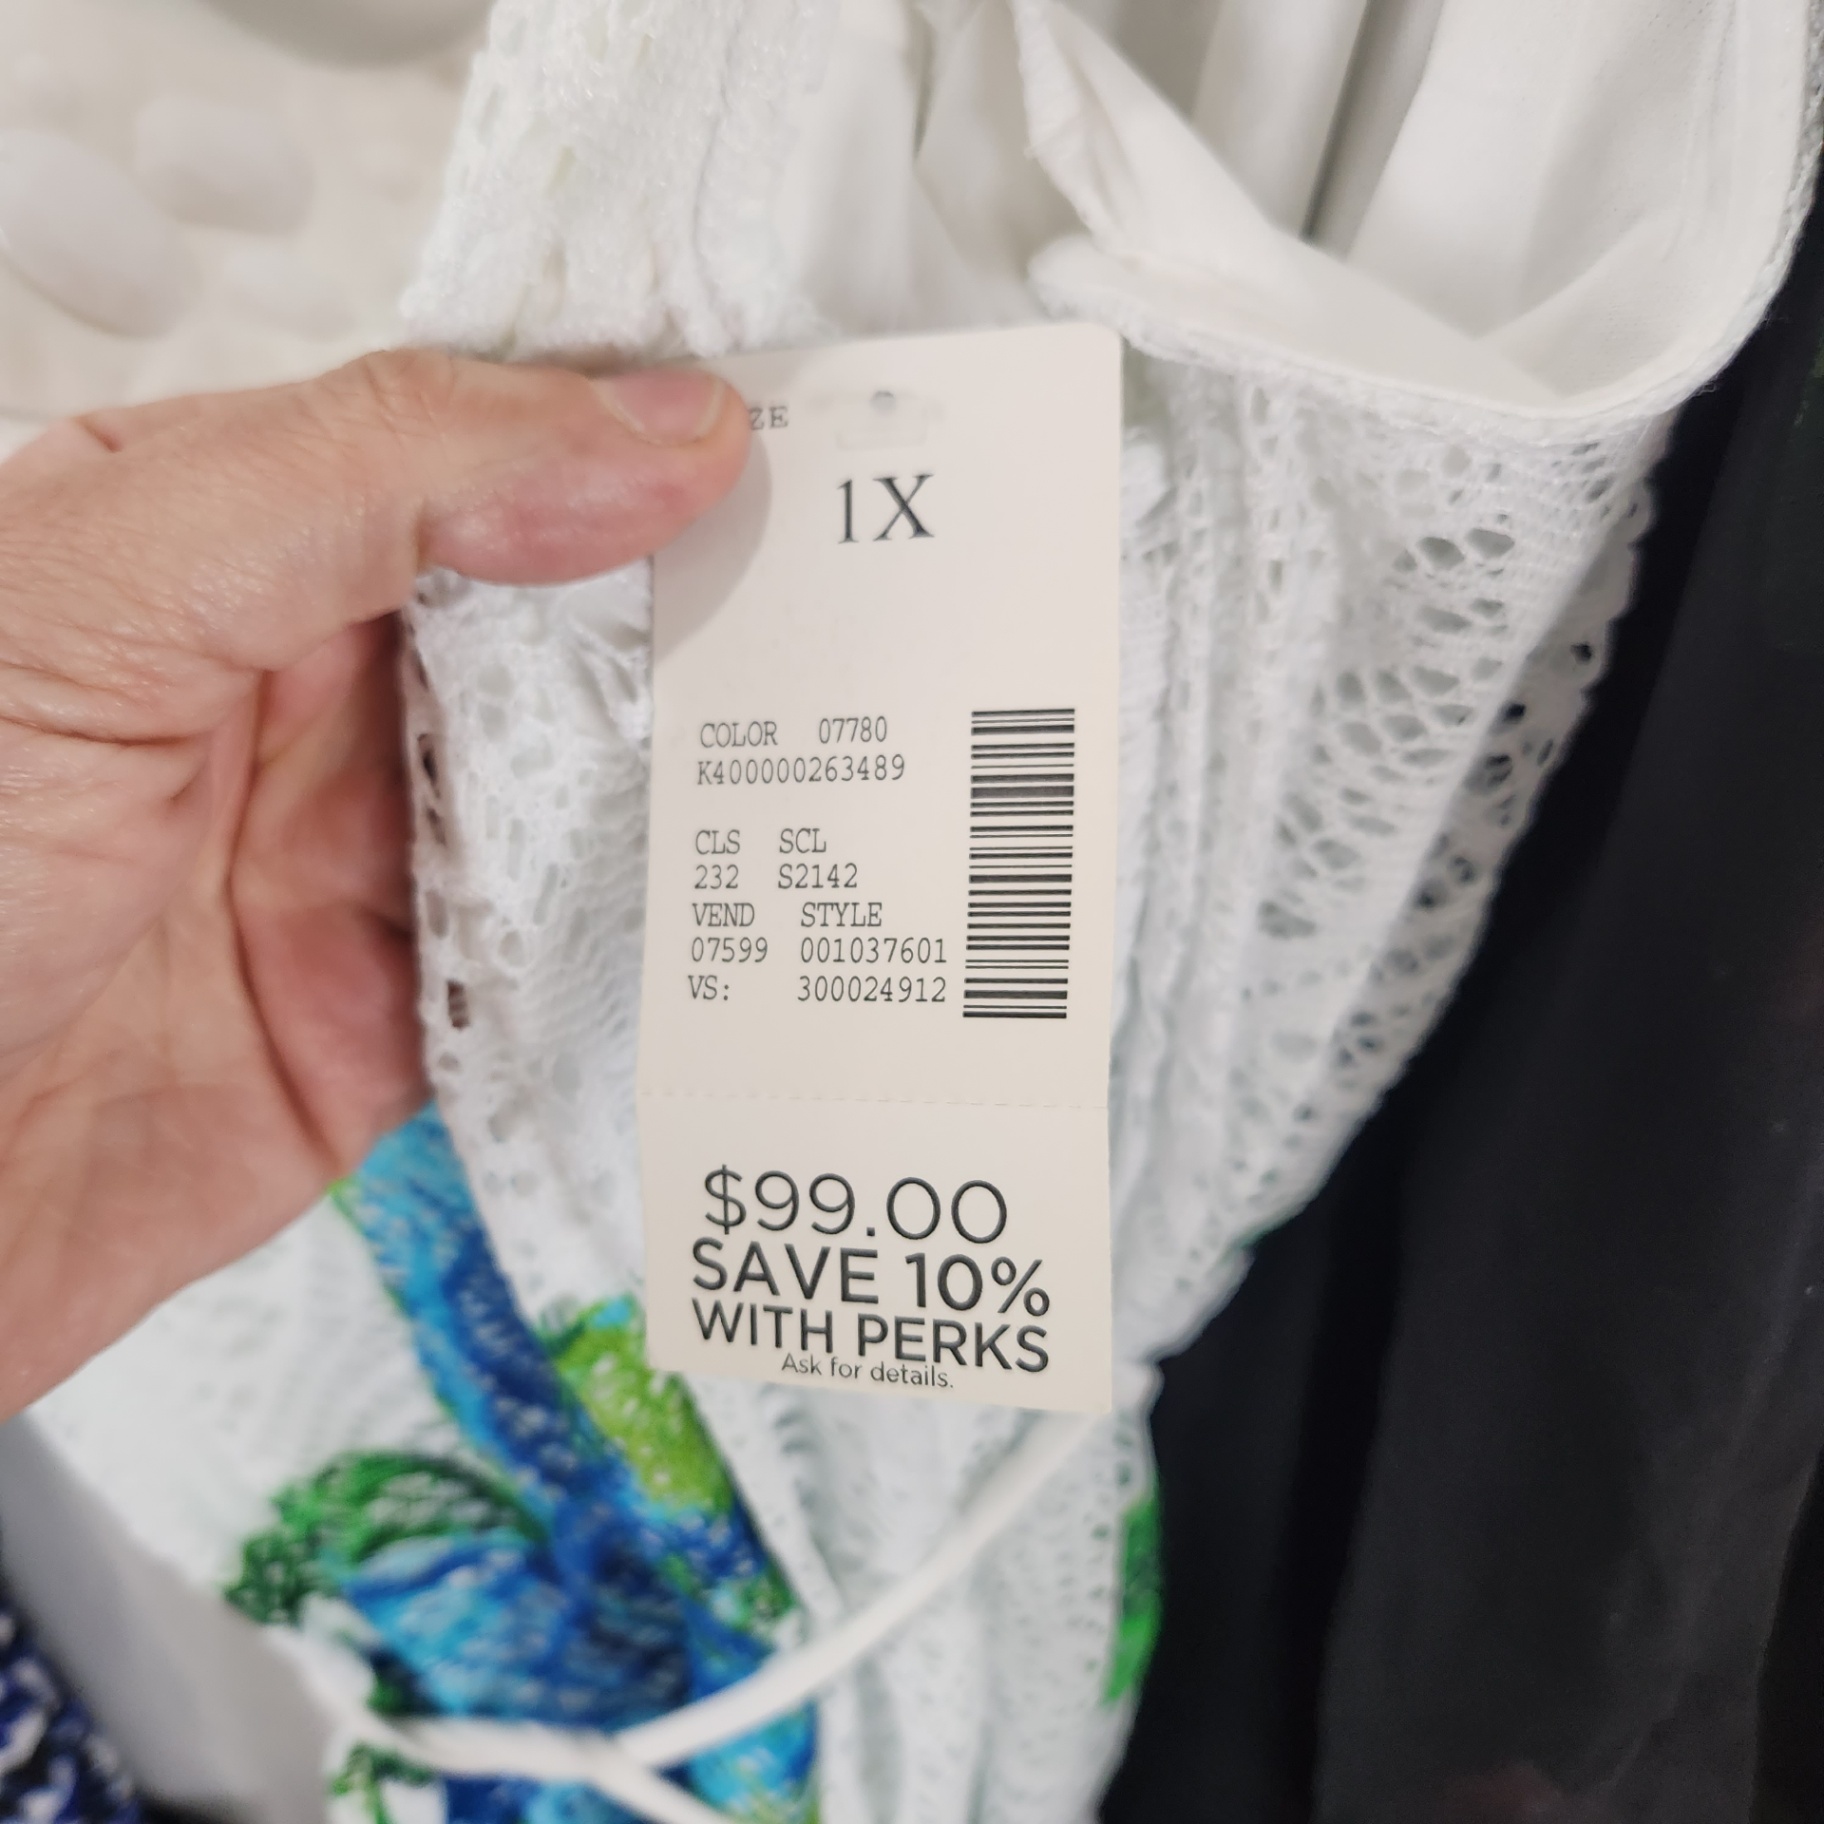 ZE
1X
COLOR 07780
K400000263489
CLS SCL
232 S2142
VEND STYLE
07599 001037601
VS: 300024912
$99.00
SAVE 10%
WITH PERKS
Ask for details.